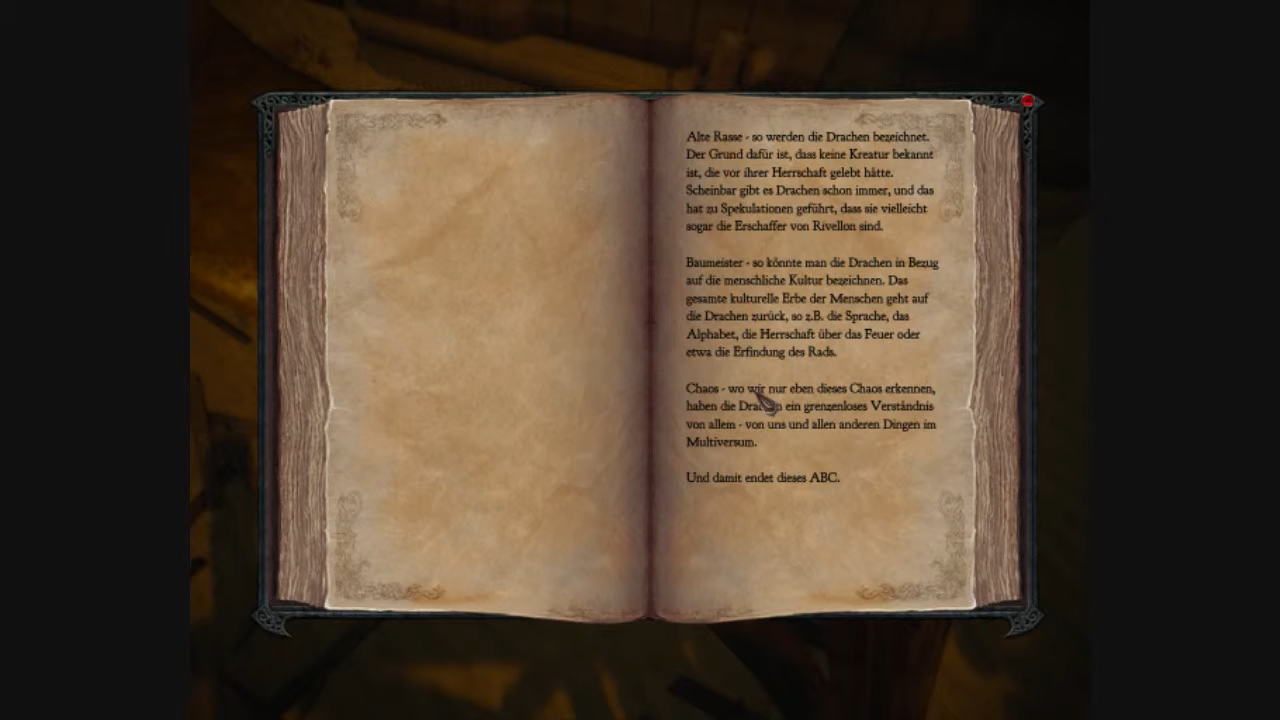 Alte Rasse - so werden die Drachen bezeichnet.
Der Grund dafür ist, dass keine Kreatur bekannt
ist, die vor ihrer Herrschaft gelebt hätte.
Scheinbar gibt es Drachen schon immer, und das
hat zu Spekulationen geführt, dass sie vielleicht
sogar die Erschaffer von Rivellon sind.
Baumeister - so könnte man die Drachen in Bezug
auf die menschliche Kultur bezeichnen. Das
gesamte kulturelle Erbe der Menschen geht auf
die Drachen zurück, so z.B. die Sprache, das
Alphabet, die Herrschaft über das Feuer oder
etwa die Erfindung des Rads.
Chaos - wo wir nur eben dieses Chaos erkennen,
haben die Drachen ein grenzenloses Verständnis
von allem - von uns und allen anderen Dingen im
Multiversum.
Und damit endet dieses ABC.